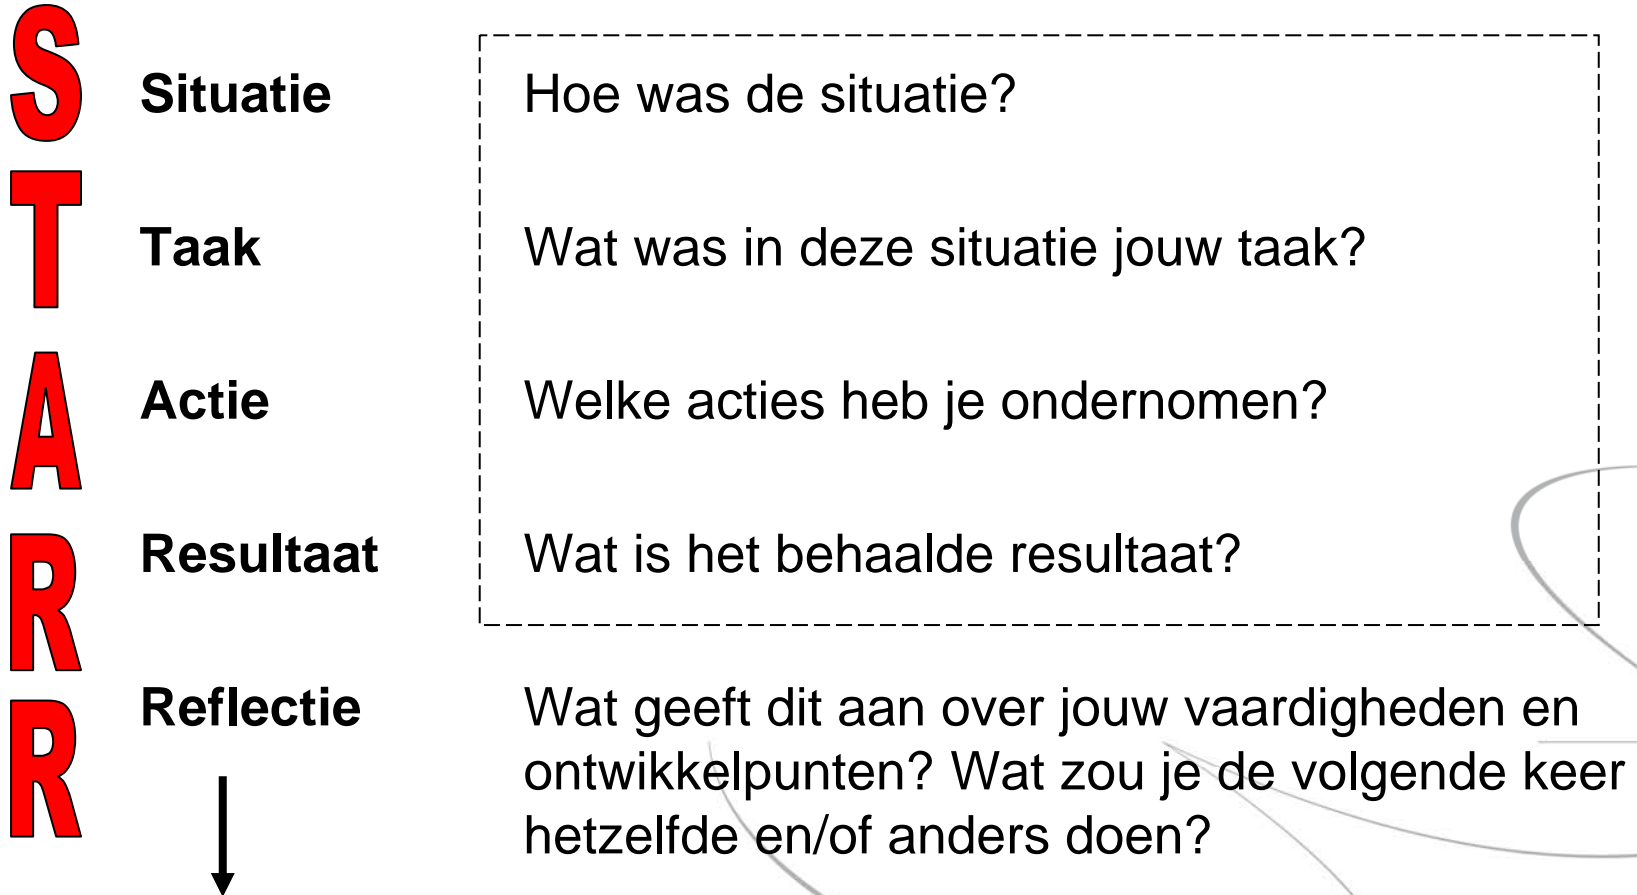 S
Situatie Hoe was de situatie?
T
Taak Wat was in deze situatie jouw taak?
A
Actie Welke acties heb je ondernomen?
R
Resultaat Wat is het behaalde resultaat?
R
Reflectie Wat geeft dit aan over jouw vaardigheden en
ontwikkelpunten? Wat zou je de volgende keer
hetzelfde en/of anders doen?